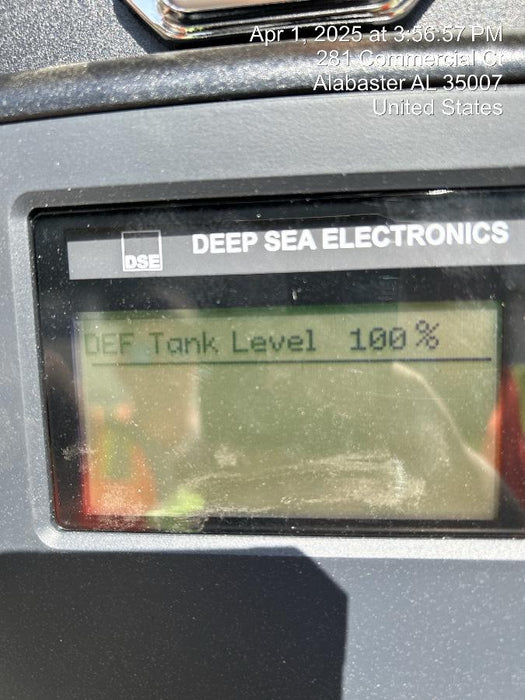 Apr 1, 2025 at 3:56:57 PM
281 Commercial Ct
Alabaster AL 35007
United States
DSE DEEP SEA ELECTRONICS
DEF Tank Level 100%